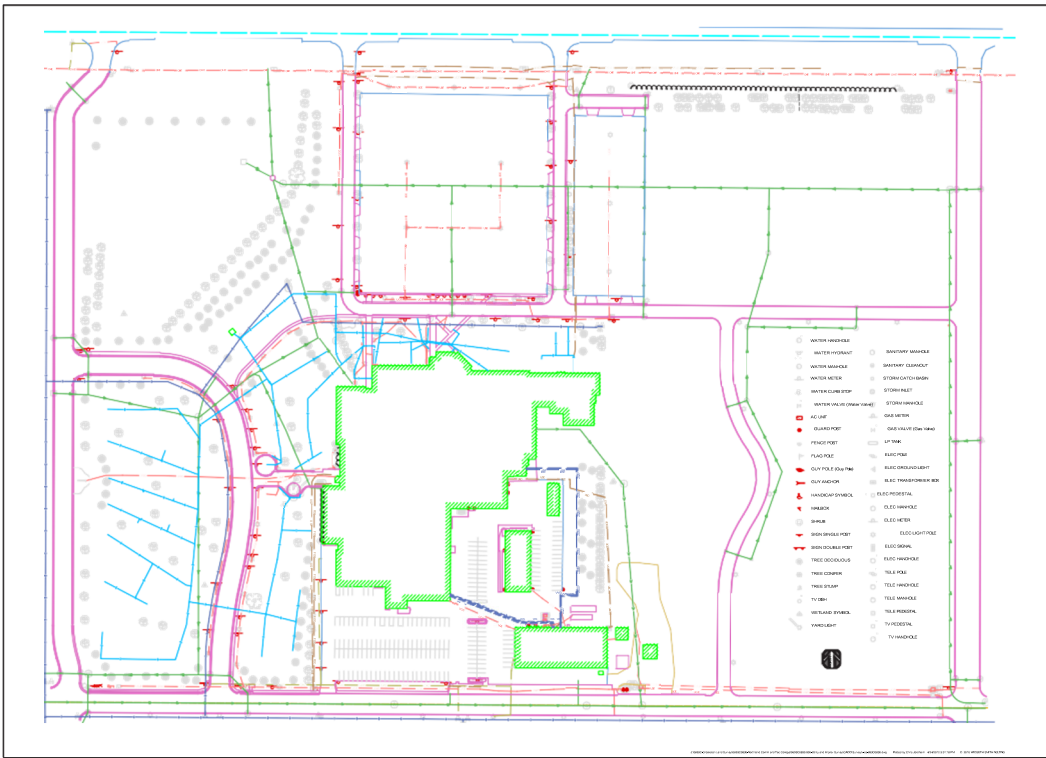 WATER HANDHOLE
WATER HYDRANT
WATER MANHOLE
WATER METER
WATER CURB STOP
WATER VALVE (Water Valve)
AC UNIT
GUARD POST
FENCE POST
FLAG POLE
GUY POLE (Guy Pole)
GUY ANCHOR
HANDICAP SYMBOL
MAILBOX
SHRUB
SIGN SINGLE POST
SIGN DOUBLE POST
TREE DECIDUOUS
TREE CONIFER
TREE STUMP
TV DISH
WETLAND SYMBOL
YARD LIGHT
SANITARY MANHOLE
SANITARY CLEANOUT
STORM CATCH BASIN
STORM INLET
STORM MANHOLE
GAS METER
GAS VALVE (Gas Valve)
LP TANK
ELEC POLE
ELEC GROUND LIGHT
ELEC TRANSFORMER BOX
ELEC PEDESTAL
ELEC MANHOLE
ELEC METER
ELEC LIGHT POLE
ELEC SIGNAL
ELEC HANDHOLE
TELE POLE
TELE HANDHOLE
TELE MANHOLE
TELE PEDESTAL
TV PEDESTAL
TV HANDHOLE